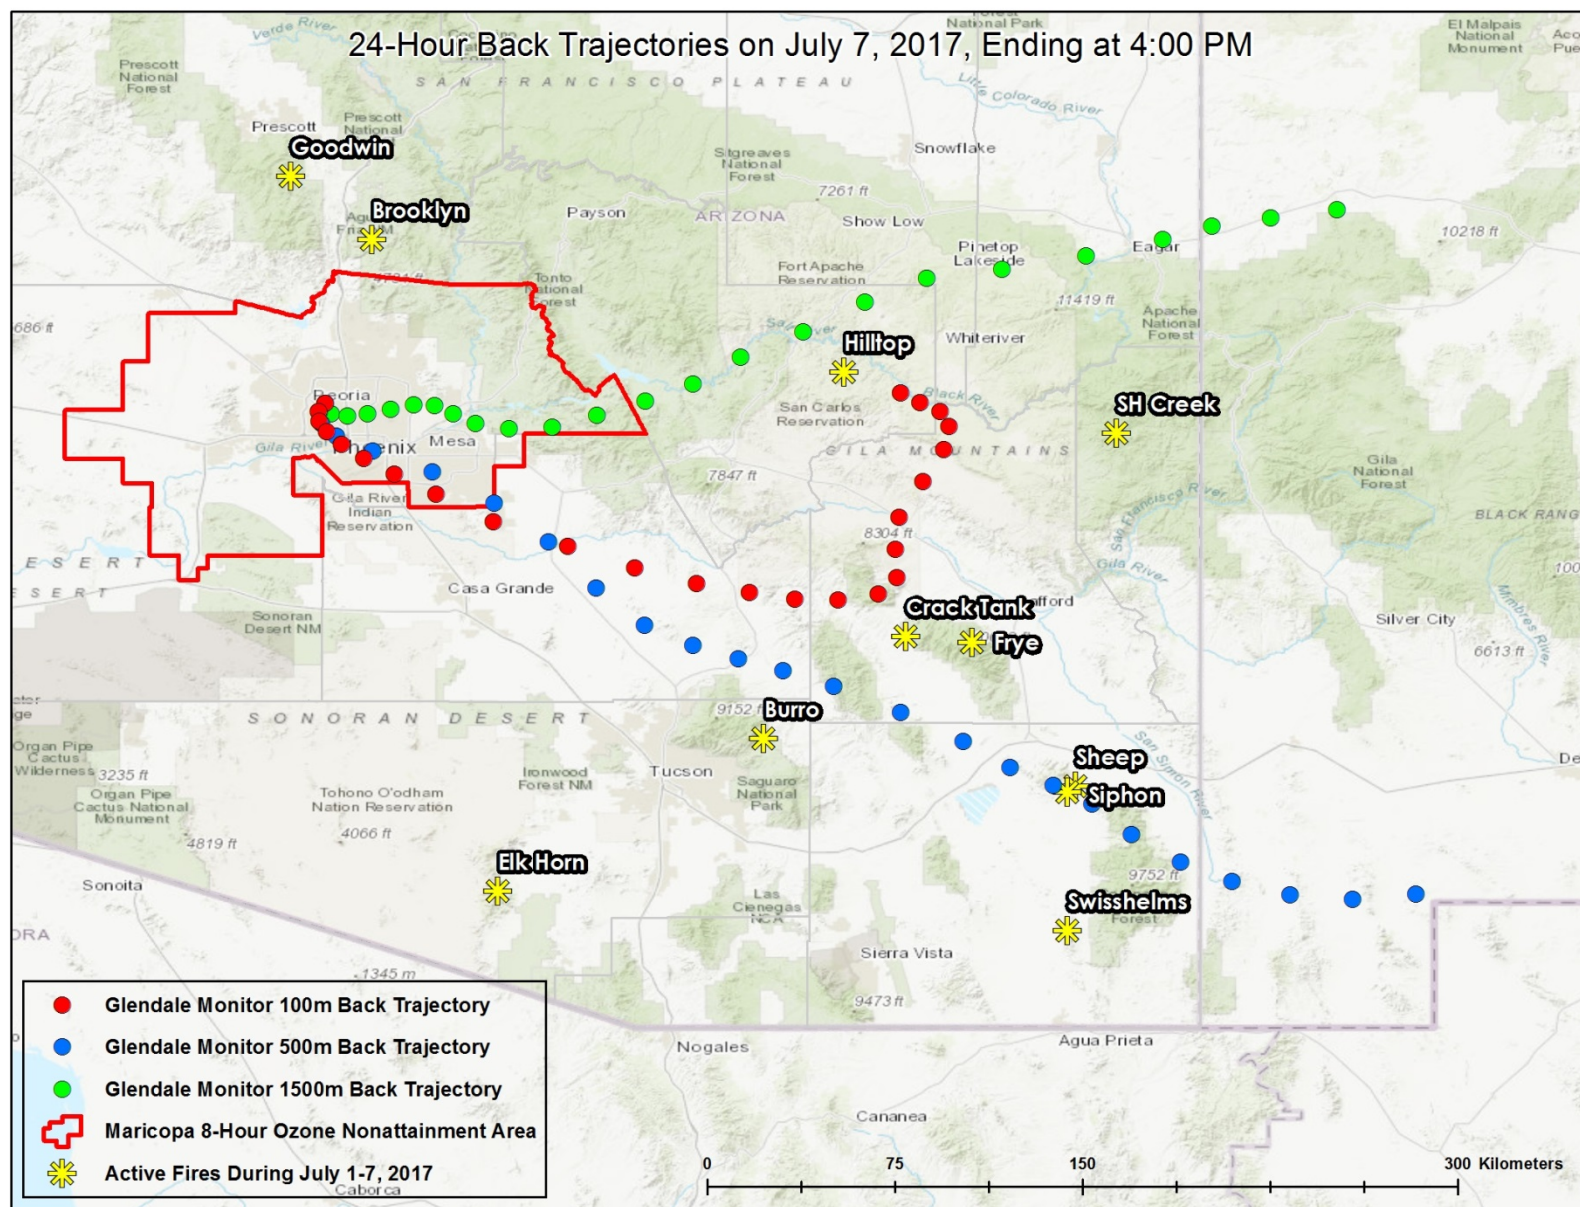 24-Hour Back Trajectories on July 7, 2017, Ending at 4:00 PM
National Park
El Malpais
National
Monument
Verde River
Prescott
National
Forest
SAN FRANCISCO PLATEAU
Little Colorado River
Prescott
Prescott
National
Goodwin
Sitgreaves
National
Forest
Snowflake
7261 ft
Brooklyn
Payson
ARIZONA
Show Low
Pinetop
Lakeside
Eagar
10218 ft
Tonto
National
Forest
Fort Apache
Reservation
11419 ft
686 ft
Apache
National
Forest
Whiteriver
Hilltop
Peoria
Black River
San Carlos
Reservation
SH Creek
Mesa
Phoenix
Gila River
GILA MOUNTAINS
Gila
National
Forest
7847 ft
San Francisco River
Gila River
Indian
Reservation
8304 ft
BLACK RANG
DESERT
Gila River
Casa Grande
DESERT
Sonoran
Desert NM
Crack Tank
afford
Frye
Silver City
Mimbres River
6613 ft
SONORAN DESERT
9152 ft
Burro
Organ Pipe
Cactus
Wilderness
3235 ft
Ironwood
Forest NM
Tucson
Saguaro
National
Park
San Simon River
Sheep
Siphon
De
Organ Pipe
Cactus National
Monument
Tohono O'odham
Nation Reservation
4066 ft
4819 ft
Elk Horn
Sonoita
9752 ft
Las
Cienegas
NCA
Swisshelms
Forest
ORA
Sierra Vista
1345 m
9473 ft
Glendale Monitor 100m Back Trajectory
Glendale Monitor 500m Back Trajectory
Glendale Monitor 1500m Back Trajectory
Maricopa 8-Hour Ozone Nonattainment Area
Active Fires During July 1-7, 2017
Nogales
Agua Prieta
Cananea
Caborca
0 75 150 300 Kilometers